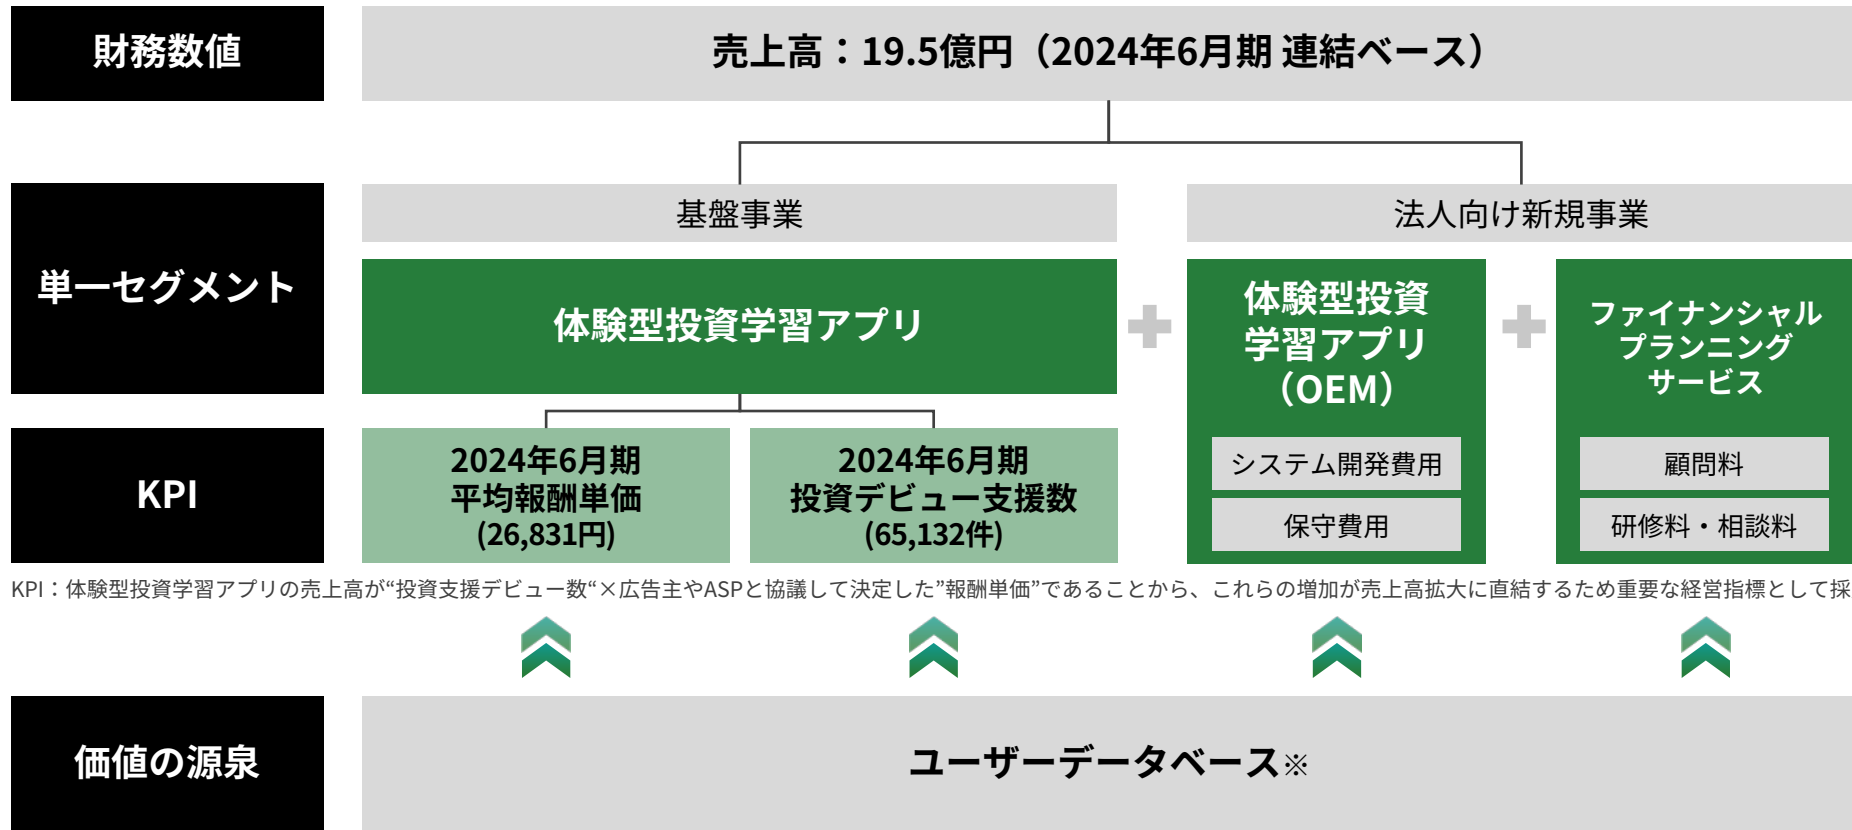 財務数値
売上高：19.5億円（2024年6月期 連結ベース）
単一セグメント
基盤事業
法人向け新規事業
体験型投資学習アプリ
体験型投資
学習アプリ
（OEM）
ファイナンシャル
プランニング
サービス
KPI
2024年6月期
平均報酬単価
(26,831円)
2024年6月期
投資デビュー支援数
(65,132件)
システム開発費用
保守費用
顧問料
研修料・相談料
KPI：体験型投資学習アプリの売上高が“投資支援デビュー数“×広告主やASPと協議して決定した”報酬単価”であることから、これらの増加が売上高拡大に直結するため重要な経営指標として採
価値の源泉
ユーザーデータベース※